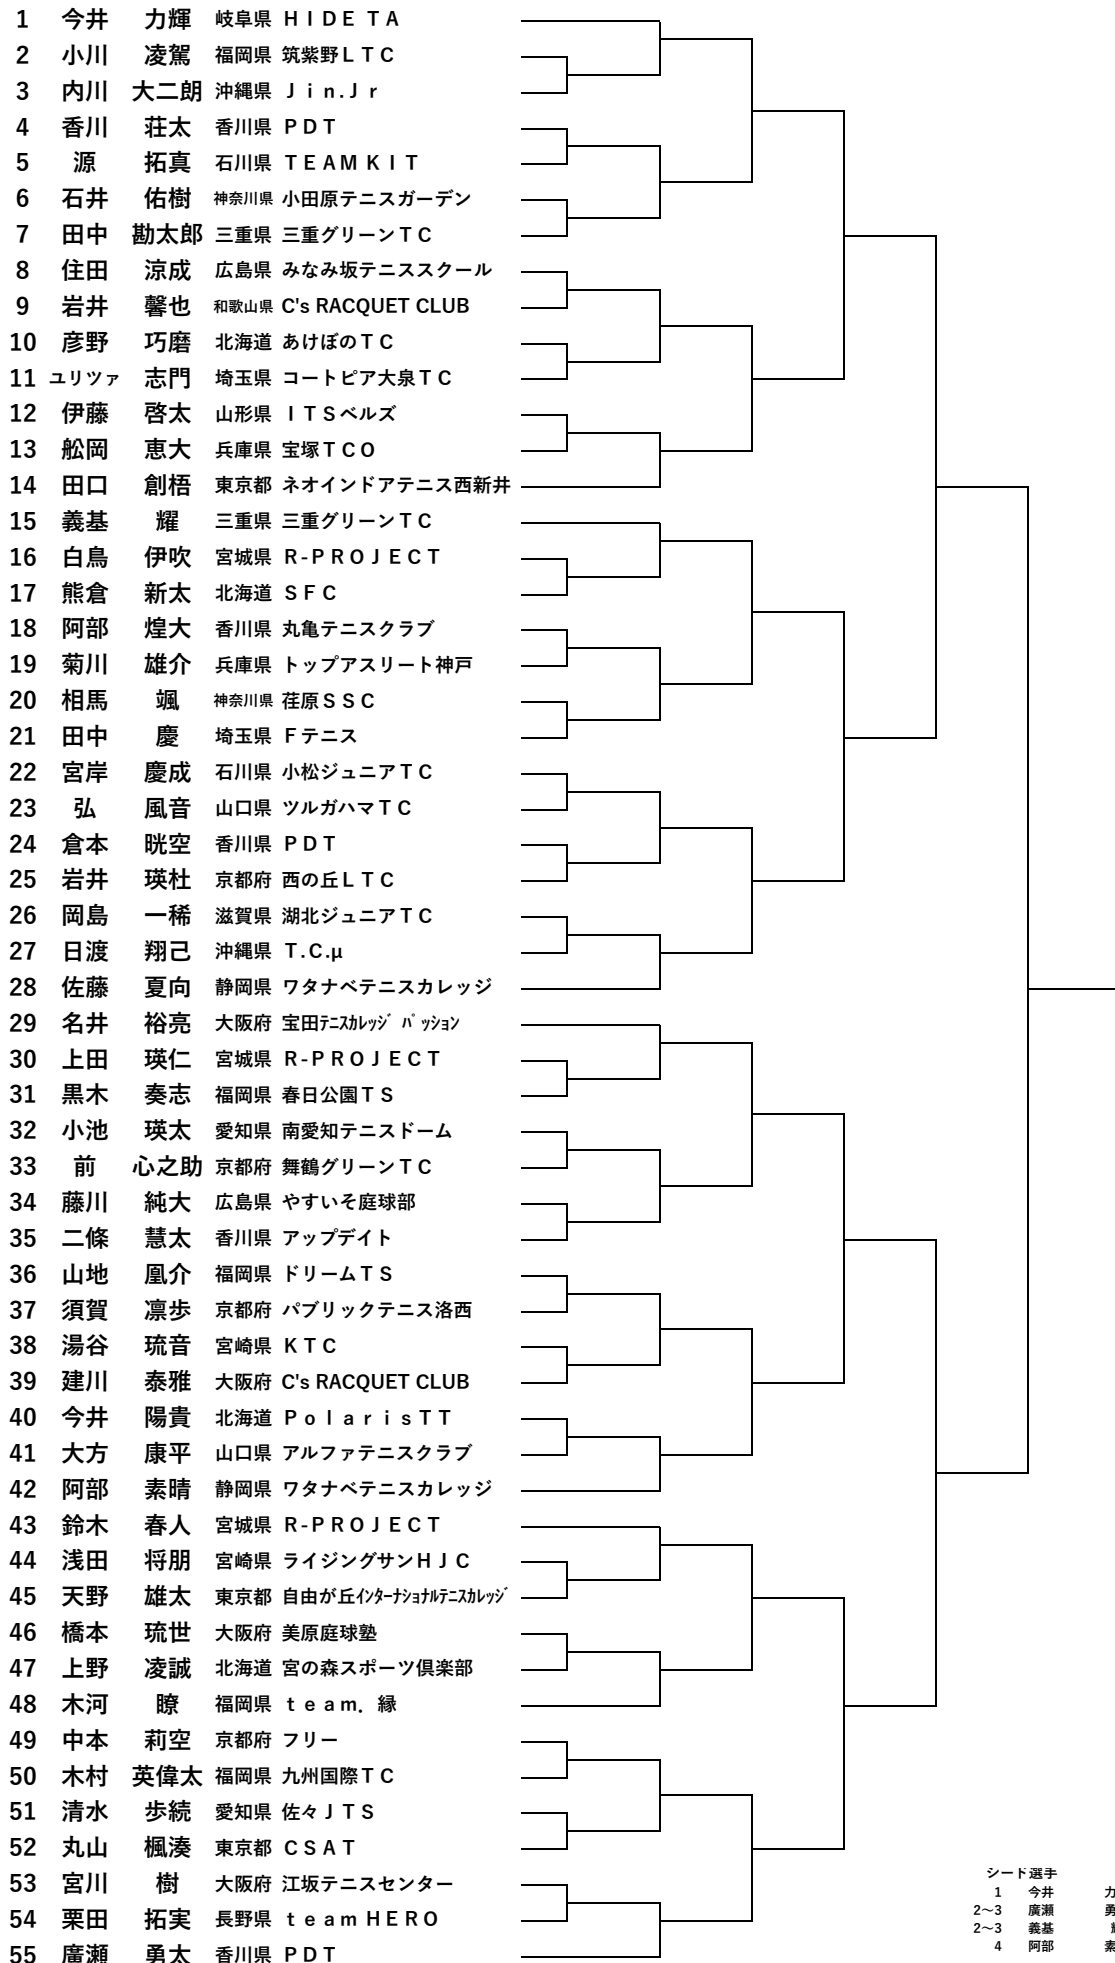 1 今井 力輝 岐阜県 ＨＩＤＥ ＴＡ
2 小川 凌駕 福岡県 筑紫野ＬＴＣ
3 内川 大二朗 沖縄県 Ｊｉｎ.Ｊｒ
4 香川 荘太 香川県 ＰＤＴ
5 源 拓真 石川県 ＴＥＡＭ ＫＩＴ
6 石井 佑樹 神奈川県 小田原テニスガーデン
7 田中 勘太郎 三重県 三重グリーンＴＣ
8 住田 涼成 広島県 みなみ坂テニススクール
9 岩井 馨也 和歌山県 C's RACQUET CLUB
10 彦野 巧磨 北海道 あけぼのＴＣ
11 ユリツァ 志門 埼玉県 コートピア大泉ＴＣ
12 伊藤 啓太 山形県 ＩＴＳベルズ
13 舩岡 恵大 兵庫県 宝塚ＴＣＯ
14 田口 創悟 東京都 ネオインドアテニス西新井
15 義基 耀 三重県 三重グリーンＴＣ
16 白鳥 伊吹 宮城県 Ｒ-ＰＲＯＪＥＣＴ
17 熊倉 新太 北海道 ＳＦＣ
18 阿部 煌大 香川県 丸亀テニスクラブ
19 菊川 雄介 兵庫県 トップアスリート神戸
20 相馬 颯 神奈川県 荏原ＳＳＣ
21 田中 慶 埼玉県 Ｆテニス
22 宮岸 慶成 石川県 小松ジュニアＴＣ
23 弘 風音 山口県 ツルガハマＴＣ
24 倉本 晄空 香川県 ＰＤＴ
25 岩井 瑛杜 京都府 西の丘ＬＴＣ
26 岡島 一稀 滋賀県 湖北ジュニアＴＣ
27 日渡 翔己 沖縄県 Ｔ.Ｃ.μ
28 佐藤 夏向 静岡県 ワタナベテニスカレッジ
29 名井 裕亮 大阪府 宝田ﾃﾆｽｶﾚｯｼﾞ ﾊﾟｯｼｮﾝ
30 上田 瑛仁 宮城県 Ｒ-ＰＲＯＪＥＣＴ
31 黒木 奏志 福岡県 春日公園ＴＳ
32 小池 瑛太 愛知県 南愛知テニスドーム
33 前 心之助 京都府 舞鶴グリーンＴＣ
34 藤川 純大 広島県 やすいそ庭球部
35 二條 慧太 香川県 アップデイト
36 山地 凰介 福岡県 ドリームＴＳ
37 須賀 凛歩 京都府 パブリックテニス洛西
38 湯谷 琉音 宮崎県 ＫＴＣ
39 建川 泰雅 大阪府 C's RACQUET CLUB
40 今井 陽貴 北海道 ＰｏｌａｒｉｓＴＴ
41 大方 康平 山口県 アルファテニスクラブ
42 阿部 素晴 静岡県 ワタナベテニスカレッジ
43 鈴木 春人 宮城県 Ｒ-ＰＲＯＪＥＣＴ
44 浅田 将朋 宮崎県 ライジングサンＨＪＣ
45 天野 雄太 東京都 自由が丘ｲﾝﾀｰﾅｼｮﾅﾙﾃﾆｽｶﾚｯｼﾞ
46 橋本 琉世 大阪府 美原庭球塾
47 上野 凌誠 北海道 宮の森スポーツ倶楽部
48 木河 瞭 福岡県 ｔｅａｍ．縁
49 中本 莉空 京都府 フリー
50 木村 英偉太 福岡県 九州国際ＴＣ
51 清水 歩続 愛知県 佐々ＪＴＳ
52 丸山 楓湊 東京都 ＣＳＡＴ
53 宮川 樹 大阪府 江坂テニスセンター
54 栗田 拓実 長野県 ｔｅａｍ ＨＥＲＯ
55 廣瀬 勇太 香川県 ＰＤＴ
シード選手
1 今井 力
2～3 廣瀬 勇
2～3 義基
4 阿部 素